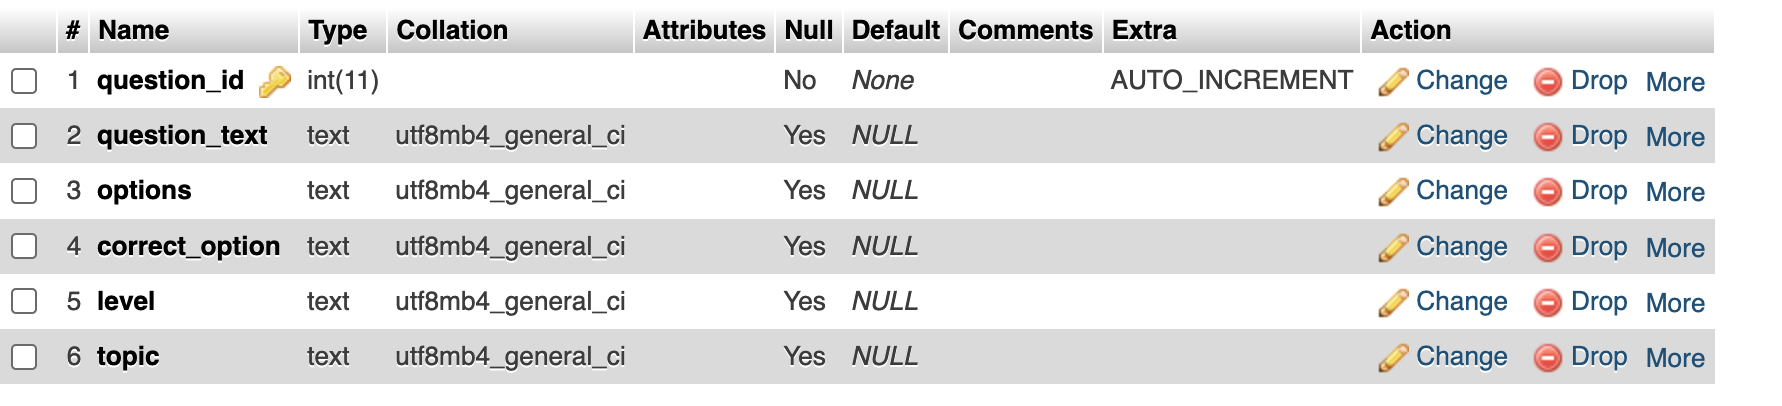 # Name Type Collation Attributes Null Default Comments Extra Action
1 question_id int(11) No None AUTO_INCREMENT Change Drop More
2 question_text text utf8mb4_general_ci Yes NULL Change Drop More
3 options text utf8mb4_general_ci Yes NULL Change Drop More
4 correct_option text utf8mb4_general_ci Yes NULL Change Drop More
5 level text utf8mb4_general_ci Yes NULL Change Drop More
6 topic text utf8mb4_general_ci Yes NULL Change Drop More